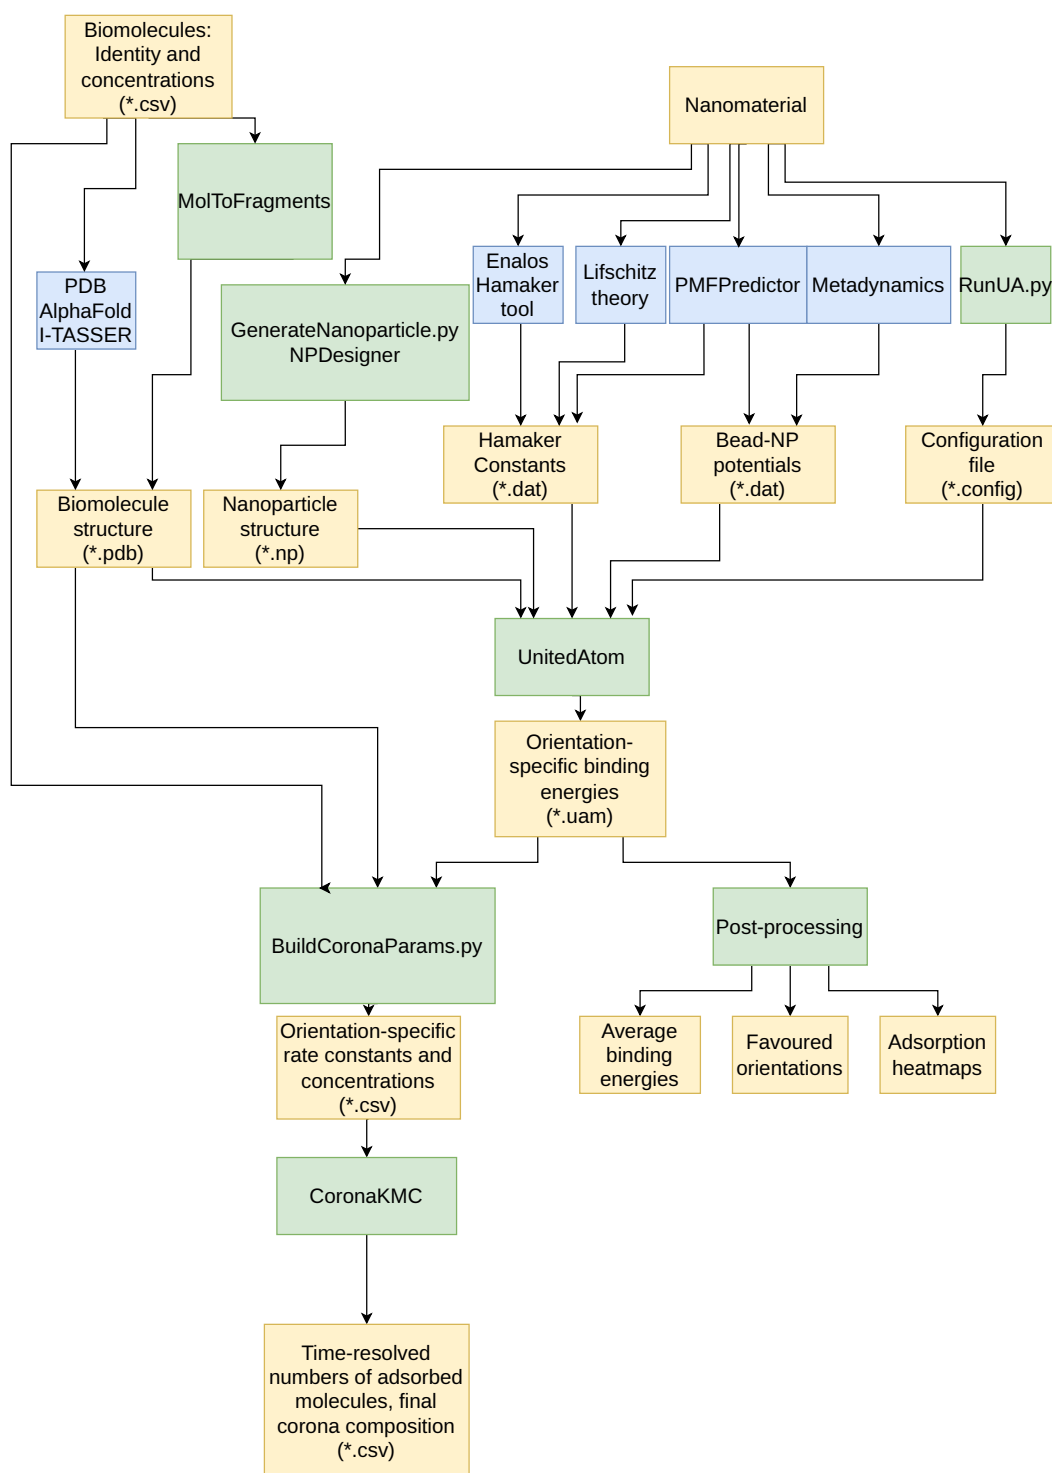 Biomolecules:
Identity and
concentrations
(*.csv)
Nanomaterial
MolToFragments
PDB
AlphaFold
I-TASSER
GenerateNanoparticle.py
NPDesigner
Enalos
Hamaker
tool
Lifschitz
theory
PMFPredictor
Metadynamics
RunUA.py
Biomolecule
structure
(*.pdb)
Nanoparticle
structure
(*.np)
Hamaker
Constants
(*.dat)
Bead-NP
potentials
(*.dat)
Configuration
file
(*.config)
UnitedAtom
Orientation-
specific binding
energies
(*.uam)
BuildCoronaParams.py
Post-processing
Orientation-specific
rate constants and
concentrations
(*.csv)
Average
binding
energies
Favoured
orientations
Adsorption
heatmaps
CoronaKMC
Time-resolved
numbers of adsorbed
molecules, final
corona composition
(*.csv)